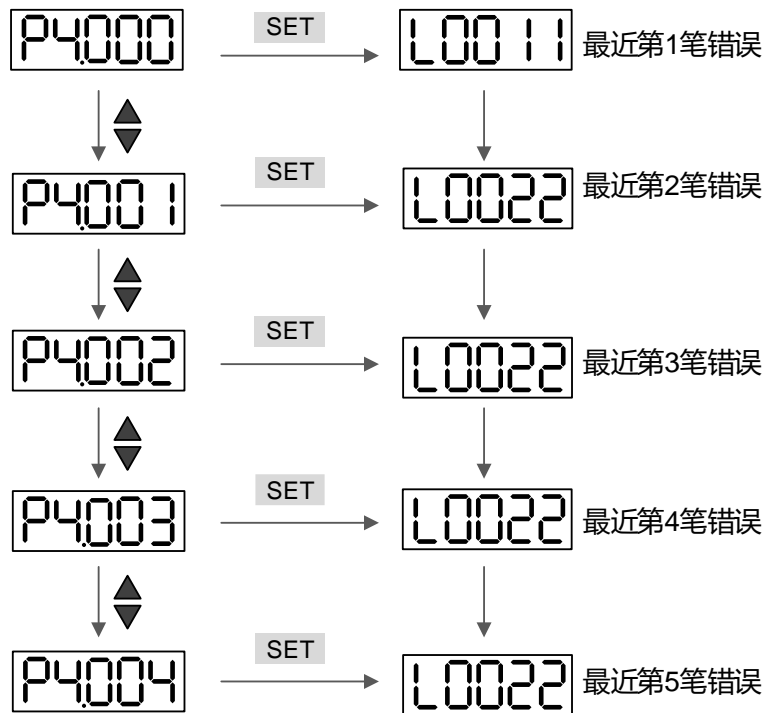 P4.000 SET L0011 最近第1笔错误
P4.001 SET L0022 最近第2笔错误
P4.002 SET L0022 最近第3笔错误
P4.003 SET L0022 最近第4笔错误
P4.004 SET L0022 最近第5笔错误